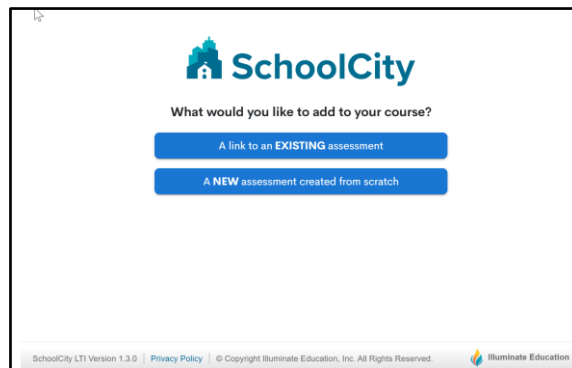 SchoolCity
What would you like to add to your course?
A link to an EXISTING assessment
A NEW assessment created from scratch
SchoolCity LTI Version 1.3.0 | Privacy Policy | © Copyright Illuminate Education, Inc. All Rights Reserved. Illuminate Education